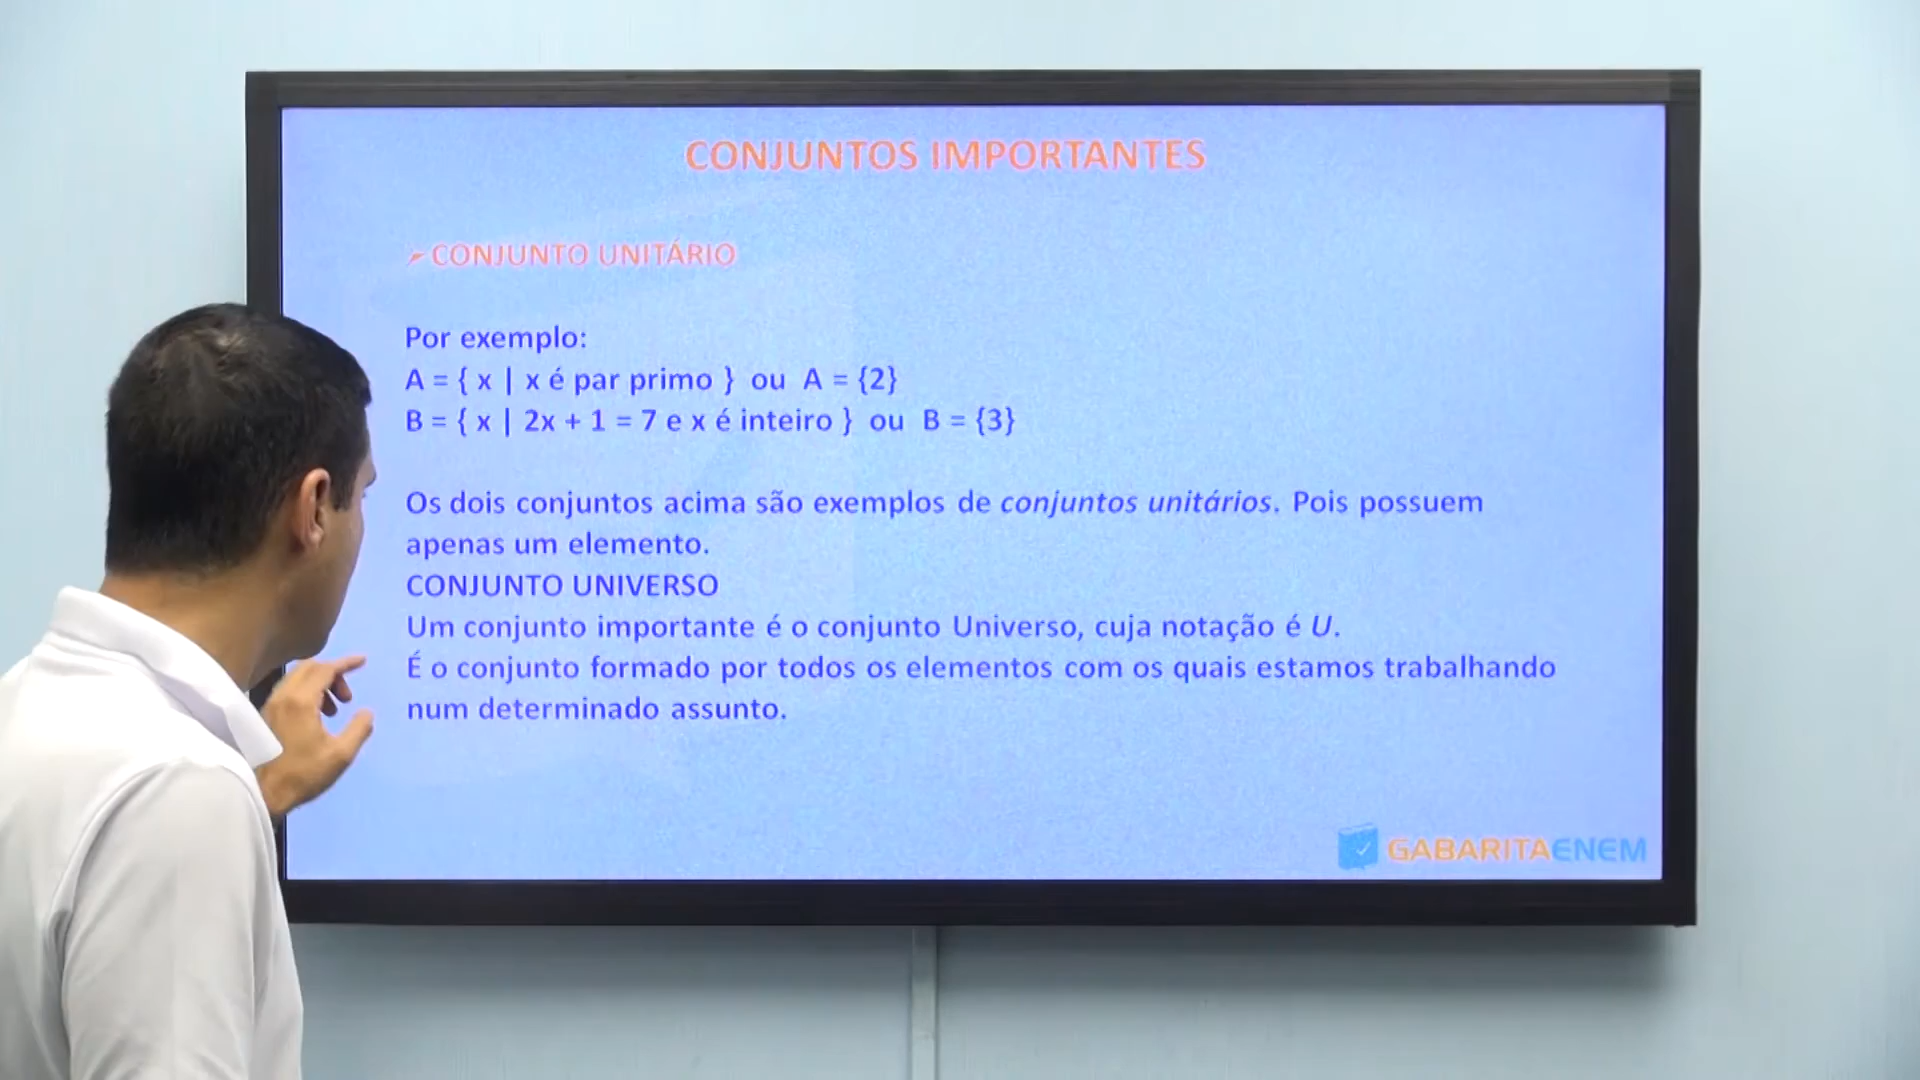 CONJUNTOS IMPORTANTES
➢CONJUNTO UNITÁRIO
Por exemplo:
A = { x | x é par primo } ou A = {2}
B = { x | 2x + 1 = 7 e x é inteiro } ou B = {3}
Os dois conjuntos acima são exemplos de conjuntos unitários. Pois possuem
apenas um elemento.
CONJUNTO UNIVERSO
Um conjunto importante é o conjunto Universo, cuja notação é U.
É o conjunto formado por todos os elementos com os quais estamos trabalhando
num determinado assunto.
GABARITAENEM